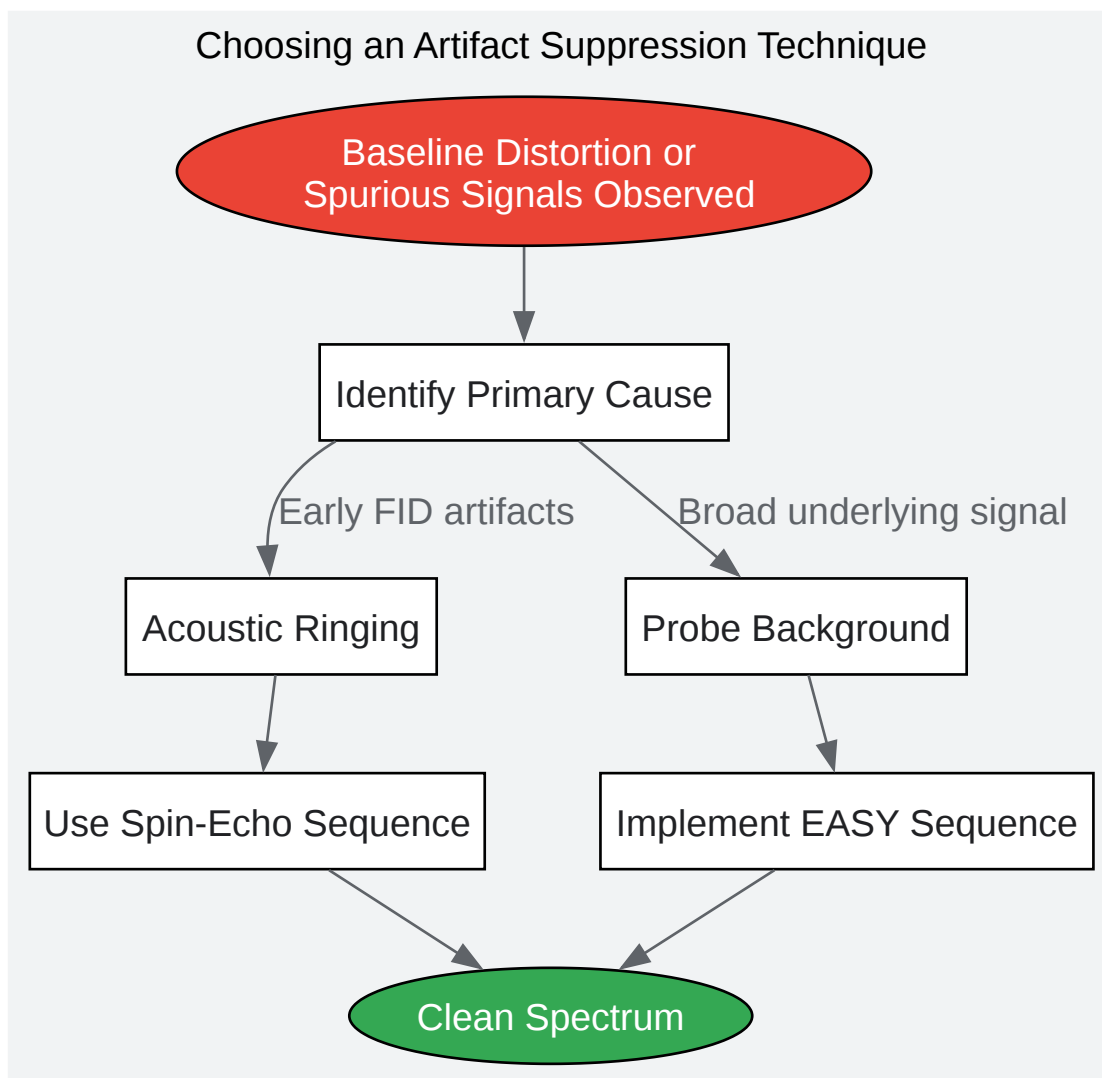 Choosing an Artifact Suppression Technique
Baseline Distortion or
Spurious Signals Observed
Identify Primary Cause
Early FID artifacts
Broad underlying signal
Acoustic Ringing
Probe Background
Use Spin-Echo Sequence
Implement EASY Sequence
Clean Spectrum